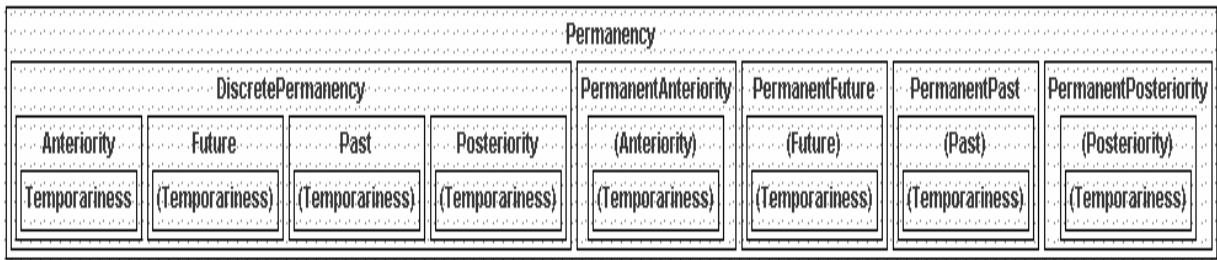 Permanency
DiscretePermanency PermanentAnteriority PermanentFuture PermanentPast PermanentPosteriority
Anteriority Future Past Posteriority (Anteriority) (Future) (Past) (Posteriority)
Temporariness (Temporariness) (Temporariness) (Temporariness) (Temporariness) (Temporariness) (Temporariness) (Temporariness)